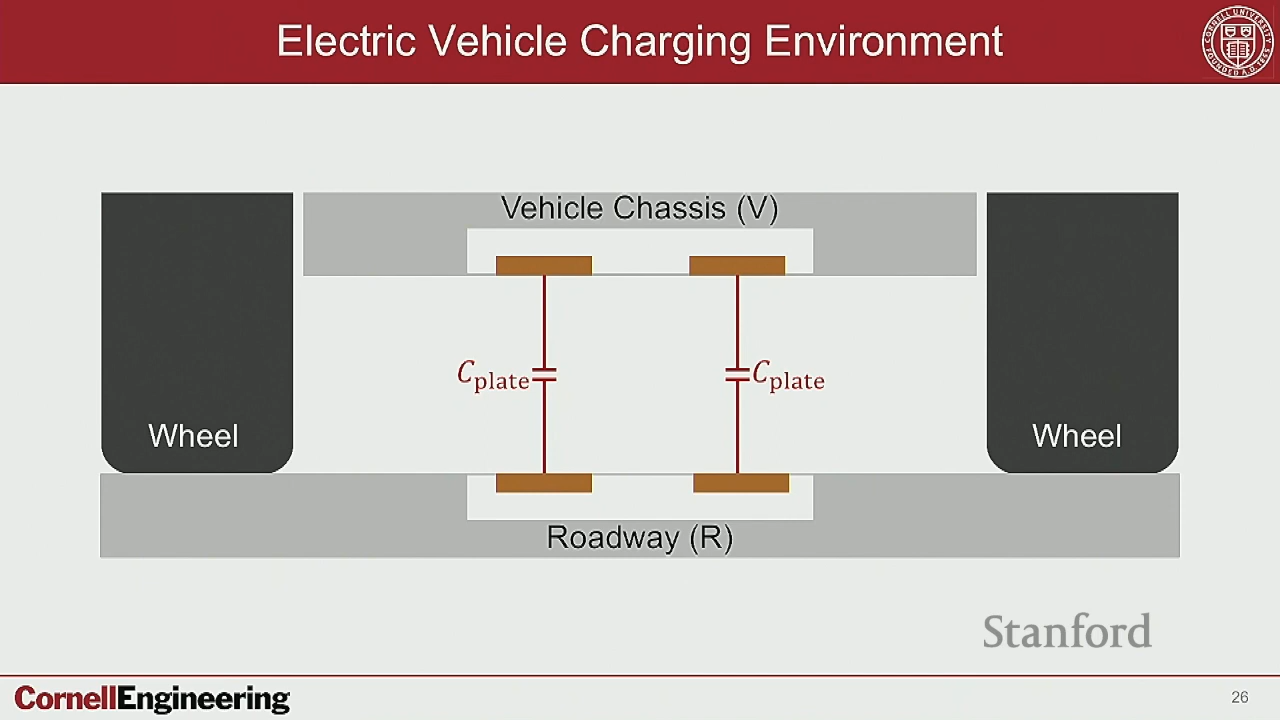 Electric Vehicle Charging Environment
Vehicle Chassis (V)
C_plate
C_plate
Wheel
Wheel
Roadway (R)
Stanford
CornellEngineering
26